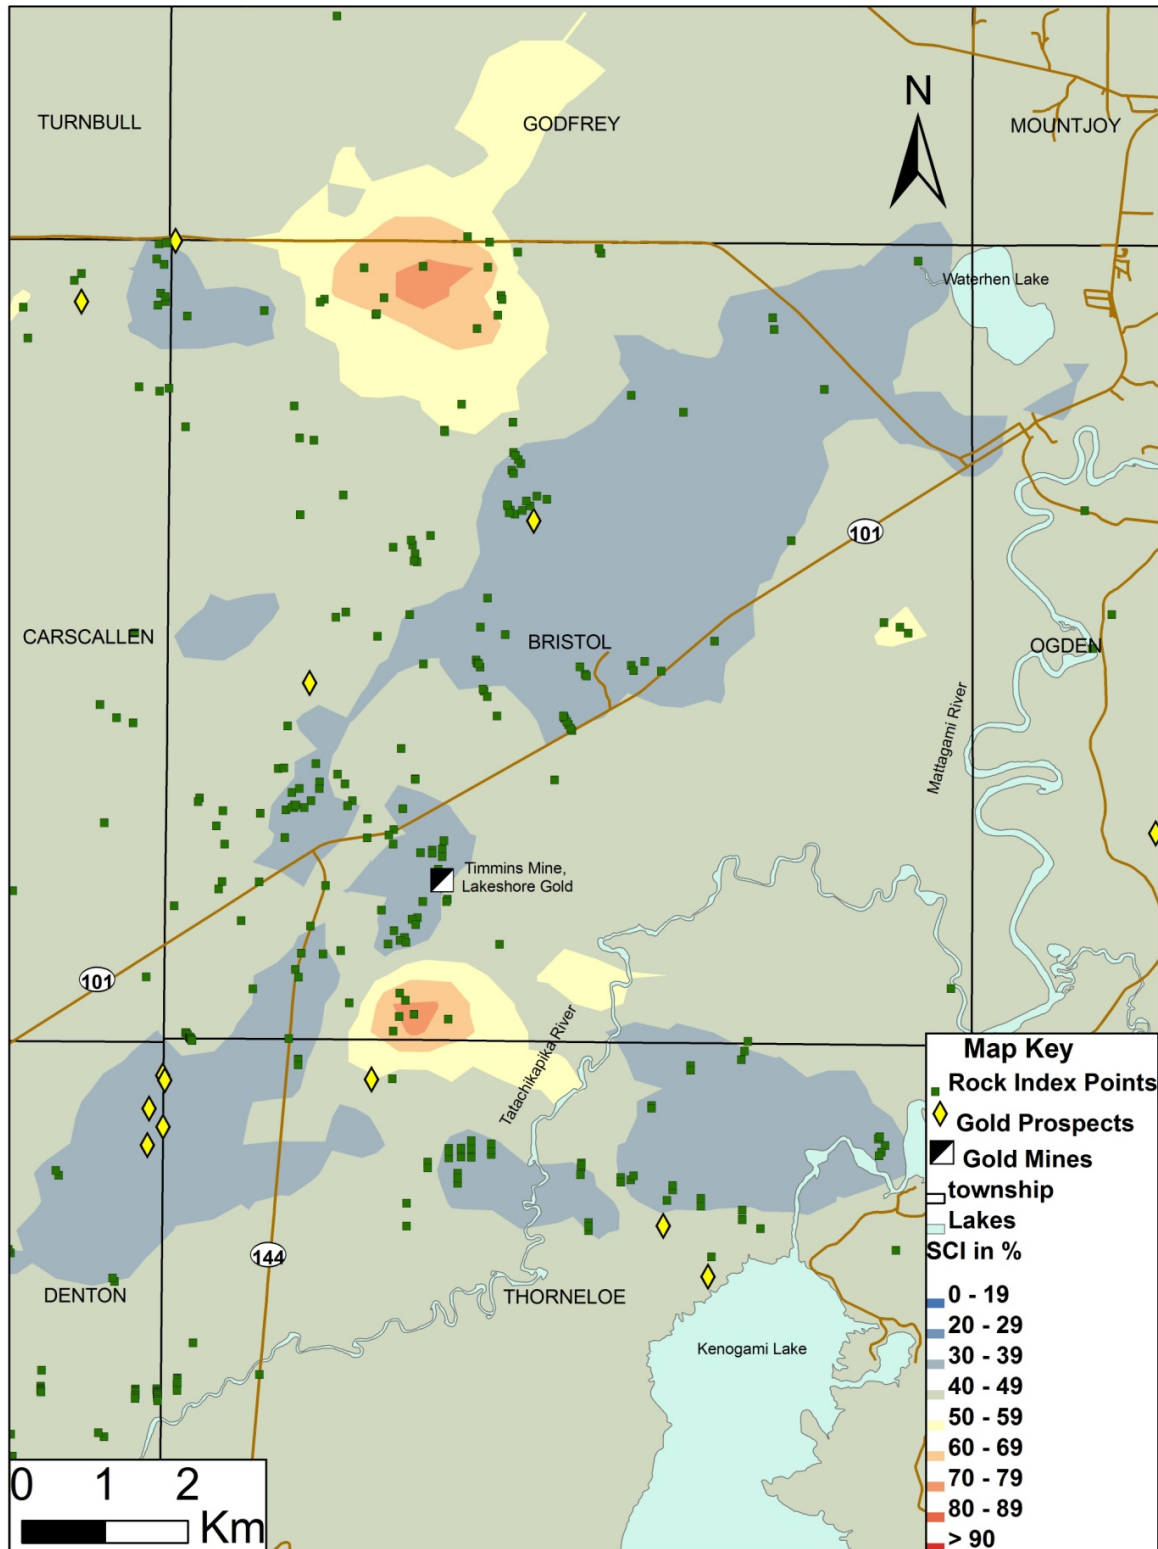 N
TURNBULL
GODFREY
MOUNTJOY
Waterhen Lake
101
CARSCALLEN
BRISTOL
OGDEN
Mattagami River
Timmins Mine,
Lakeshore Gold
101
Tatachikapika River
144
DENTON
THORNELOE
Kenogami Lake
Map Key
Rock Index Points
Gold Prospects
Gold Mines
township
Lakes
SCI in %
0 - 19
20 - 29
30 - 39
40 - 49
50 - 59
60 - 69
70 - 79
80 - 89
> 90
0 1 2
Km